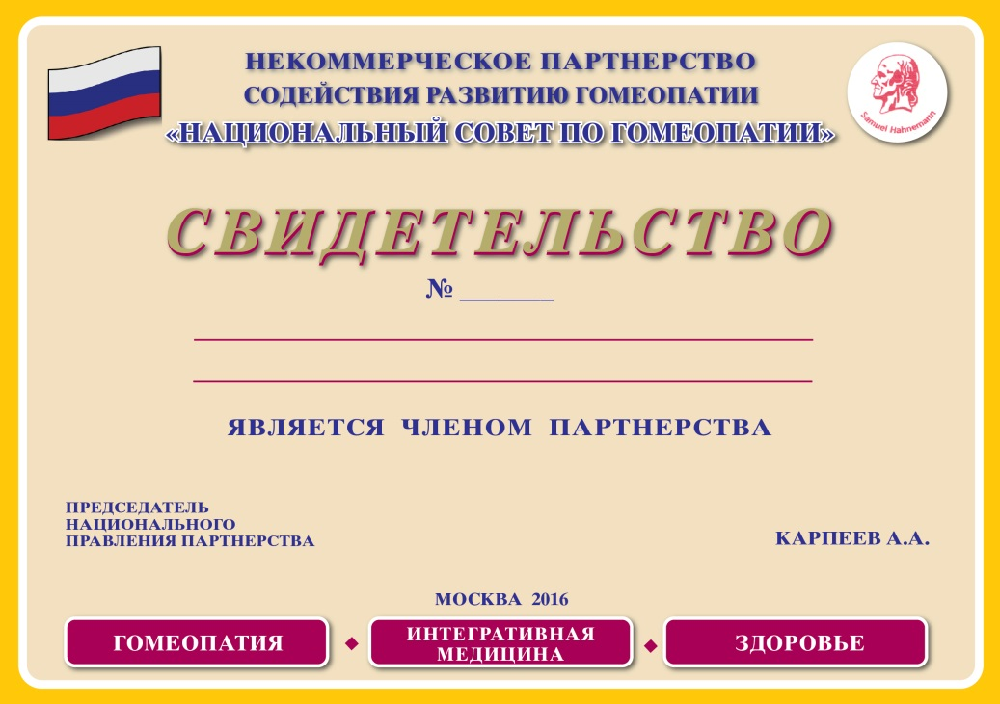 НЕКОММЕРЧЕСКОЕ ПАРТНЕРСТВО
СОДЕЙСТВИЯ РАЗВИТИЮ ГОМЕОПАТИИ
«НАЦИОНАЛЬНЫЙ СОВЕТ ПО ГОМЕОПАТИИ»
Samuel Hahnemann
СВИДЕТЕЛЬСТВО
№ _______
ЯВЛЯЕТСЯ ЧЛЕНОМ ПАРТНЕРСТВА
ПРЕДСЕДАТЕЛЬ
НАЦИОНАЛЬНОГО
ПРАВЛЕНИЯ ПАРТНЕРСТВА
КАРПЕЕВ А.А.
МОСКВА 2016
ГОМЕОПАТИЯ
ИНТЕГРАТИВНАЯ
МЕДИЦИНА
ЗДОРОВЬЕ